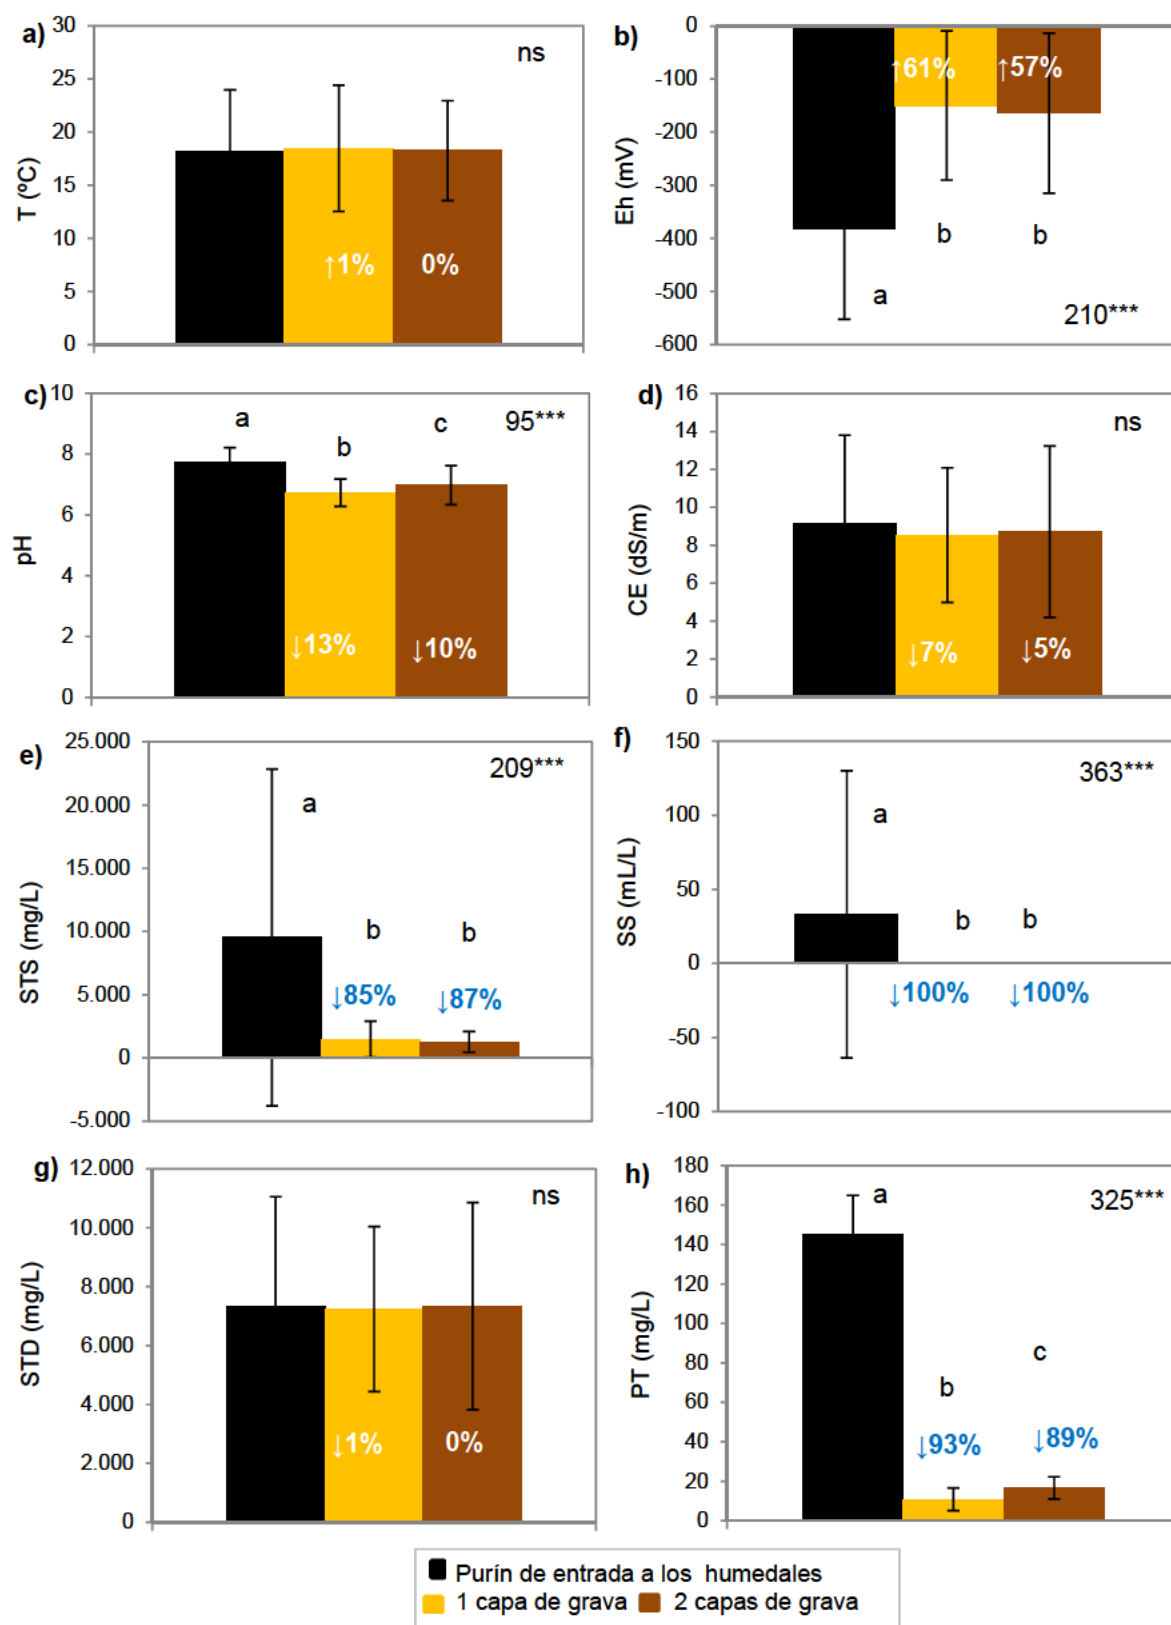 a)
30
25
20
15
10
5
0
T (ºC)
ns
↑1%
0%
b)
0
-100
-200
-300
-400
-500
-600
Eh (mV)
↑61%
↑57%
a
b
b
210***
c)
10
8
6
4
2
0
pH
a
b
c
95***
↓13%
↓10%
d)
16
14
12
10
8
6
4
2
0
CE (dS/m)
ns
↓7%
↓5%
e)
25.000
20.000
15.000
10.000
5.000
0
-5.000
STS (mg/L)
209***
a
b
b
↓85%
↓87%
f)
150
100
50
0
-50
-100
SS (mL/L)
363***
a
b
b
↓100%
↓100%
g)
12.000
10.000
8.000
6.000
4.000
2.000
0
STD (mg/L)
ns
↓1%
0%
h)
180
160
140
120
100
80
60
40
20
0
PT (mg/L)
a
325***
b
c
↓93%
↓89%
Purín de entrada a los humedales
1 capa de grava 2 capas de grava